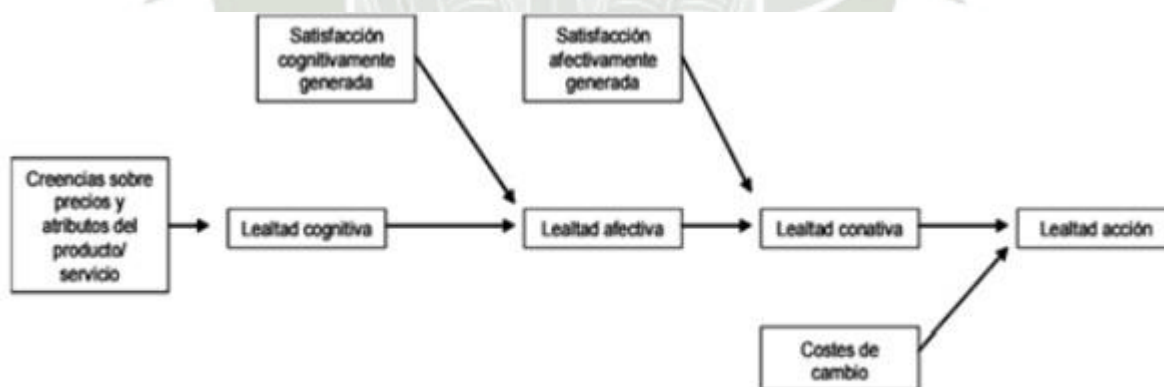 Satisfacción
cognitivamente
generada
Satisfacción
afectivamente
generada
Creencias sobre
precios y
atributos del
producto/
servicio
Lealtad cognitiva
Lealtad afectiva
Lealtad conativa
Lealtad acción
Costes de
cambio